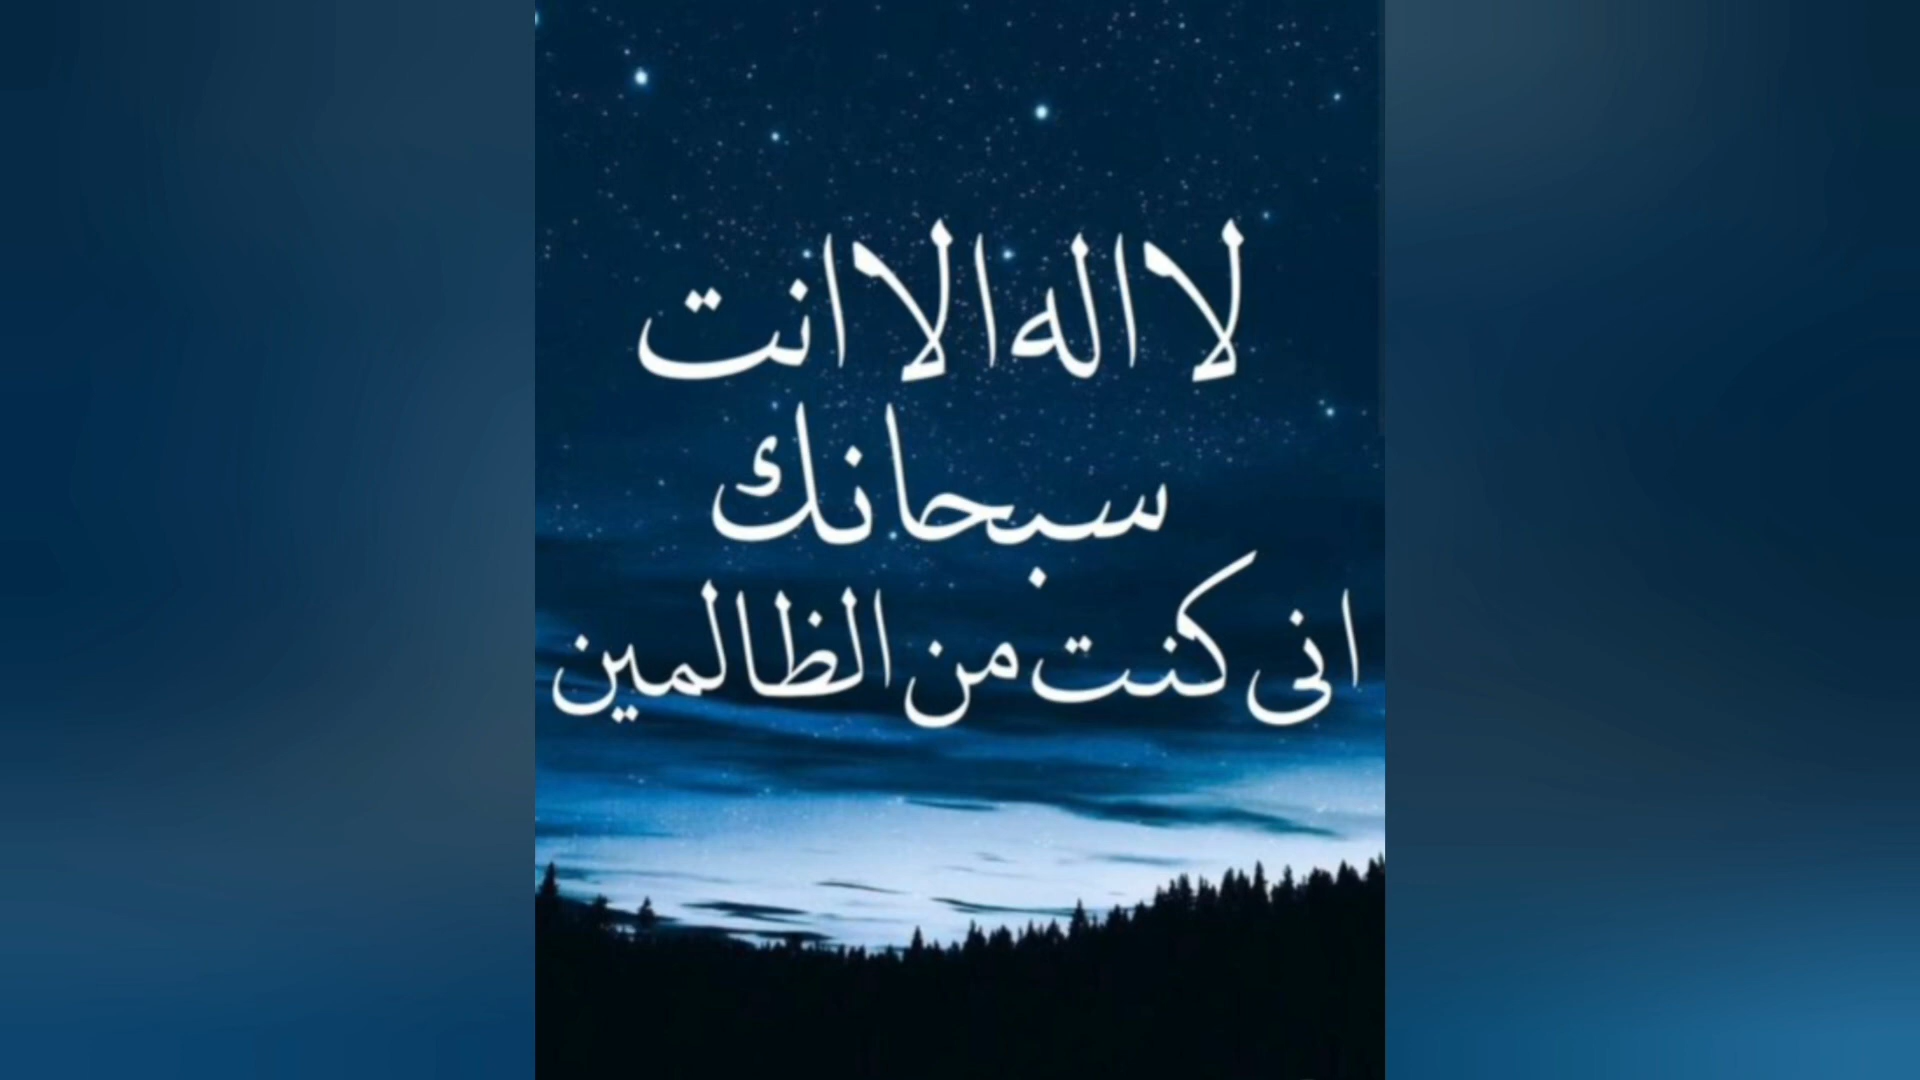 لا اله الا انت
سبحانك
انى كنت من الظالمين